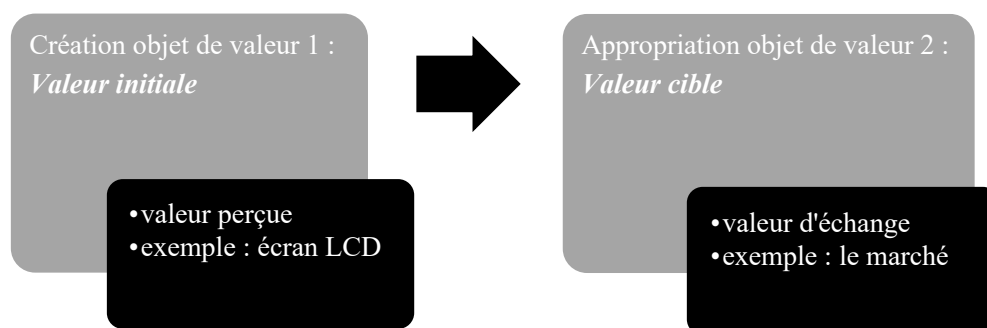 Création objet de valeur 1 :
Valeur initiale
•valeur perçue
•exemple : écran LCD
Appropriation objet de valeur 2 :
Valeur cible
•valeur d'échange
•exemple : le marché